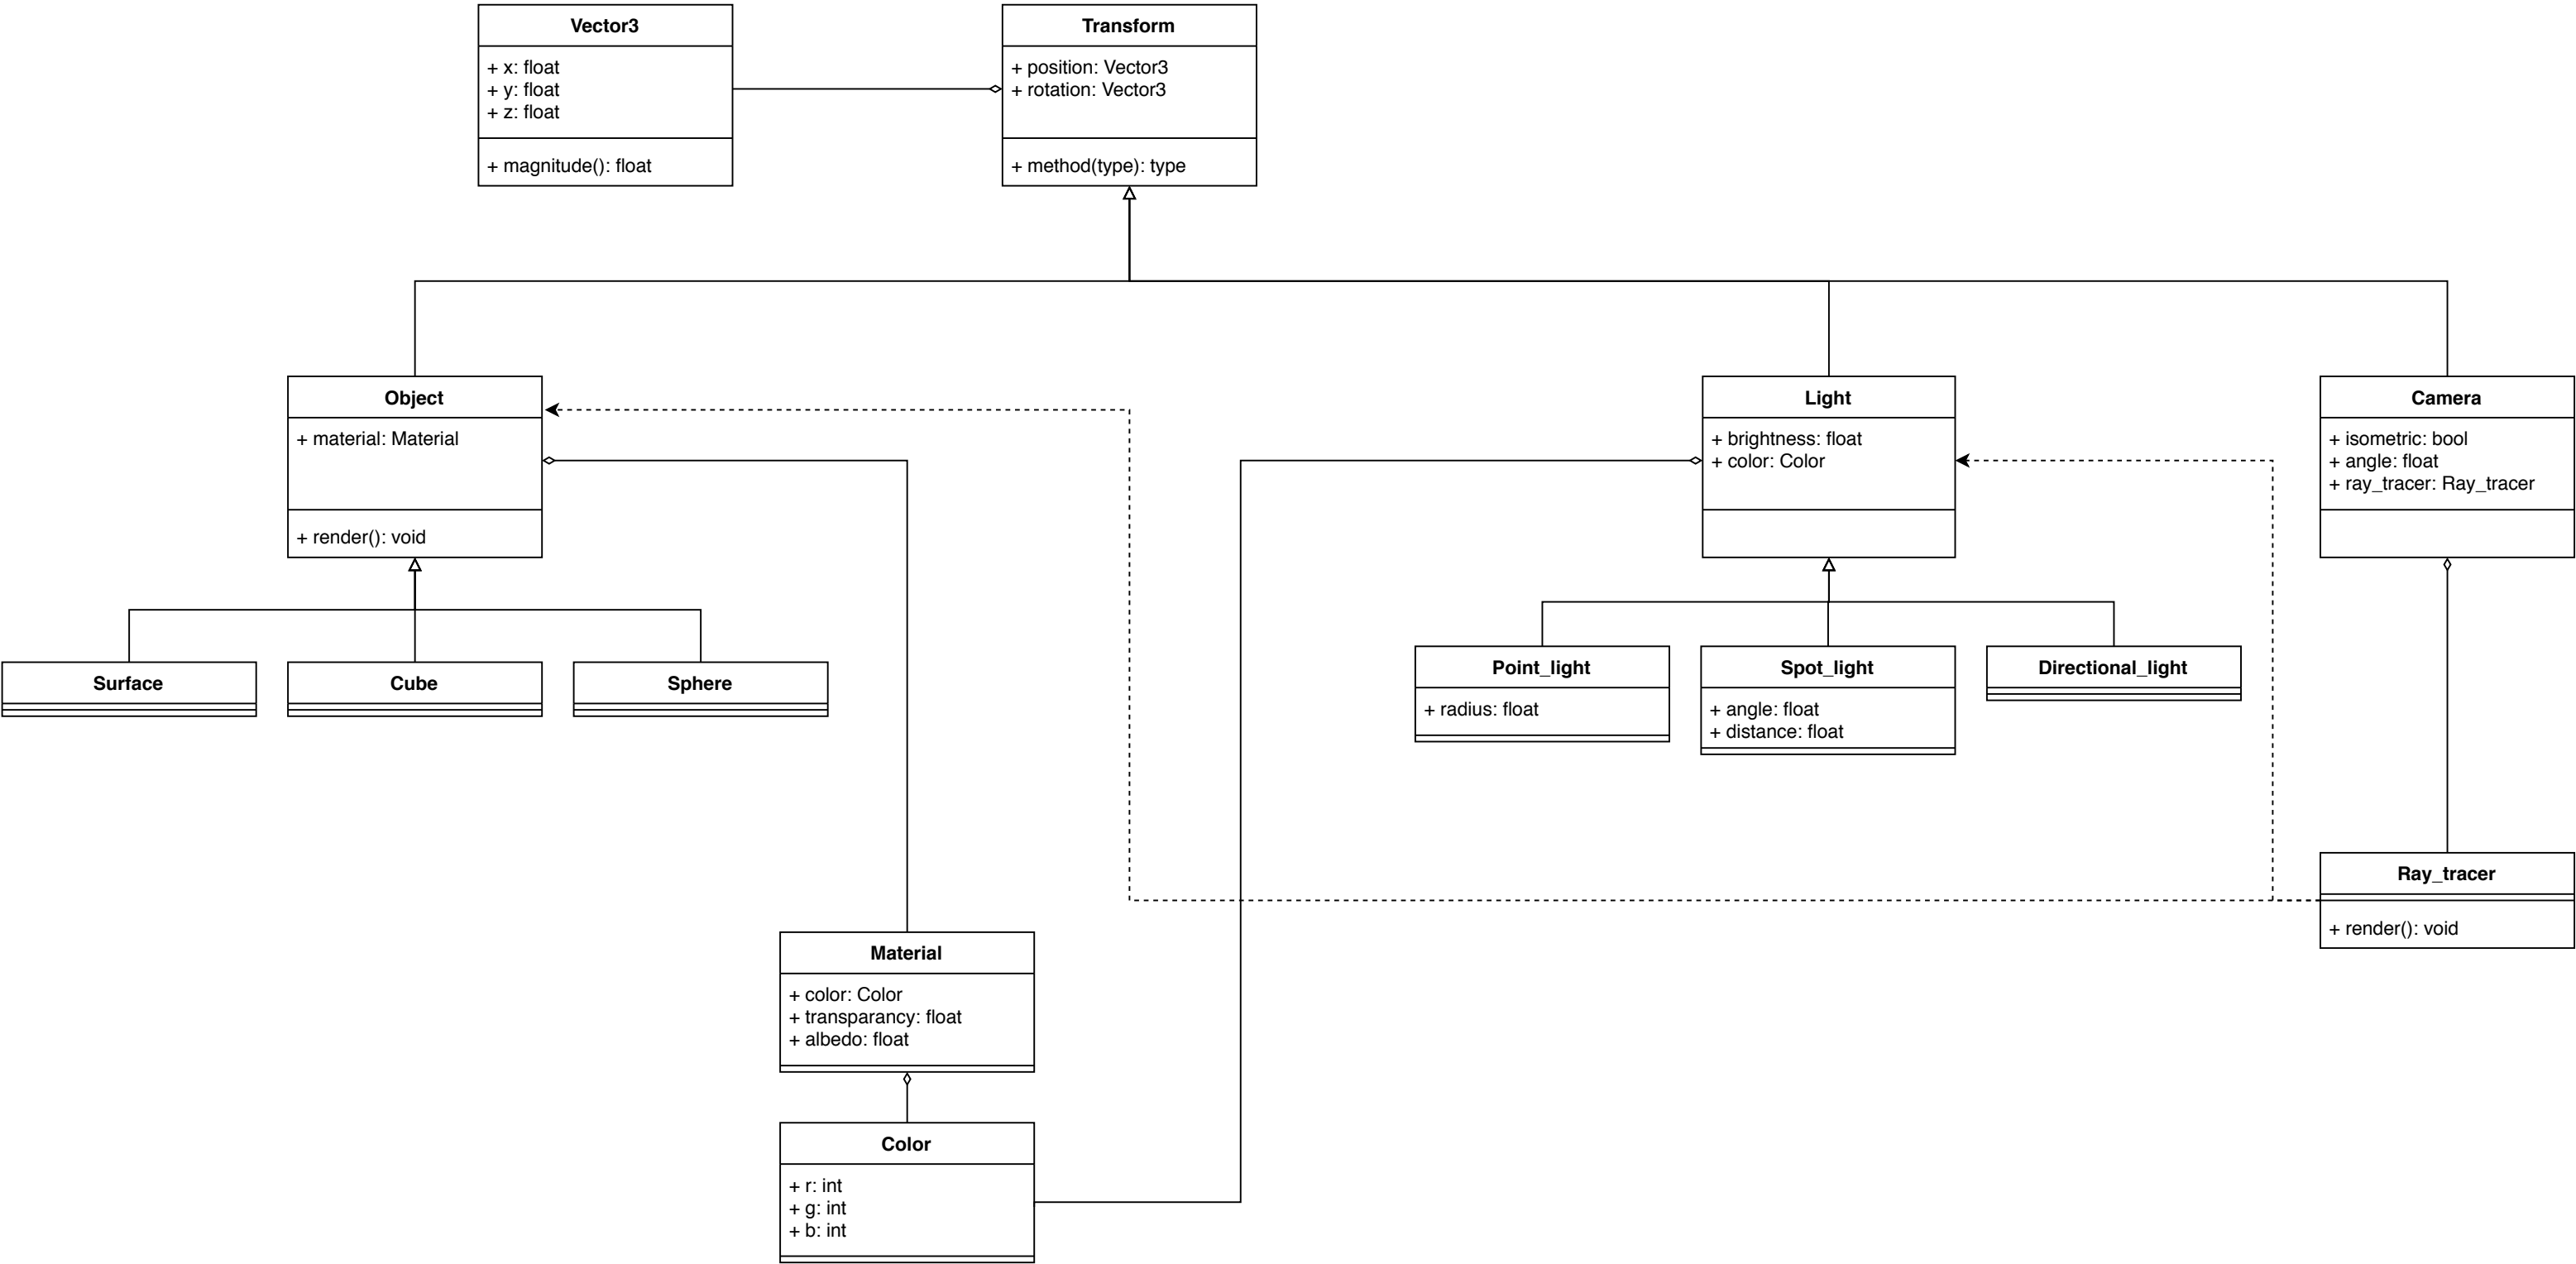 Vector3
+ x: float
+ y: float
+ z: float
+ magnitude(): float
Transform
+ position: Vector3
+ rotation: Vector3
+ method(type): type
Object
+ material: Material
+ render(): void
Light
+ brightness: float
+ color: Color
Camera
+ isometric: bool
+ angle: float
+ ray_tracer: Ray_tracer
Surface
Cube
Sphere
Point_light
+ radius: float
Spot_light
+ angle: float
+ distance: float
Directional_light
Ray_tracer
+ render(): void
Material
+ color: Color
+ transparancy: float
+ albedo: float
Color
+ r: int
+ g: int
+ b: int